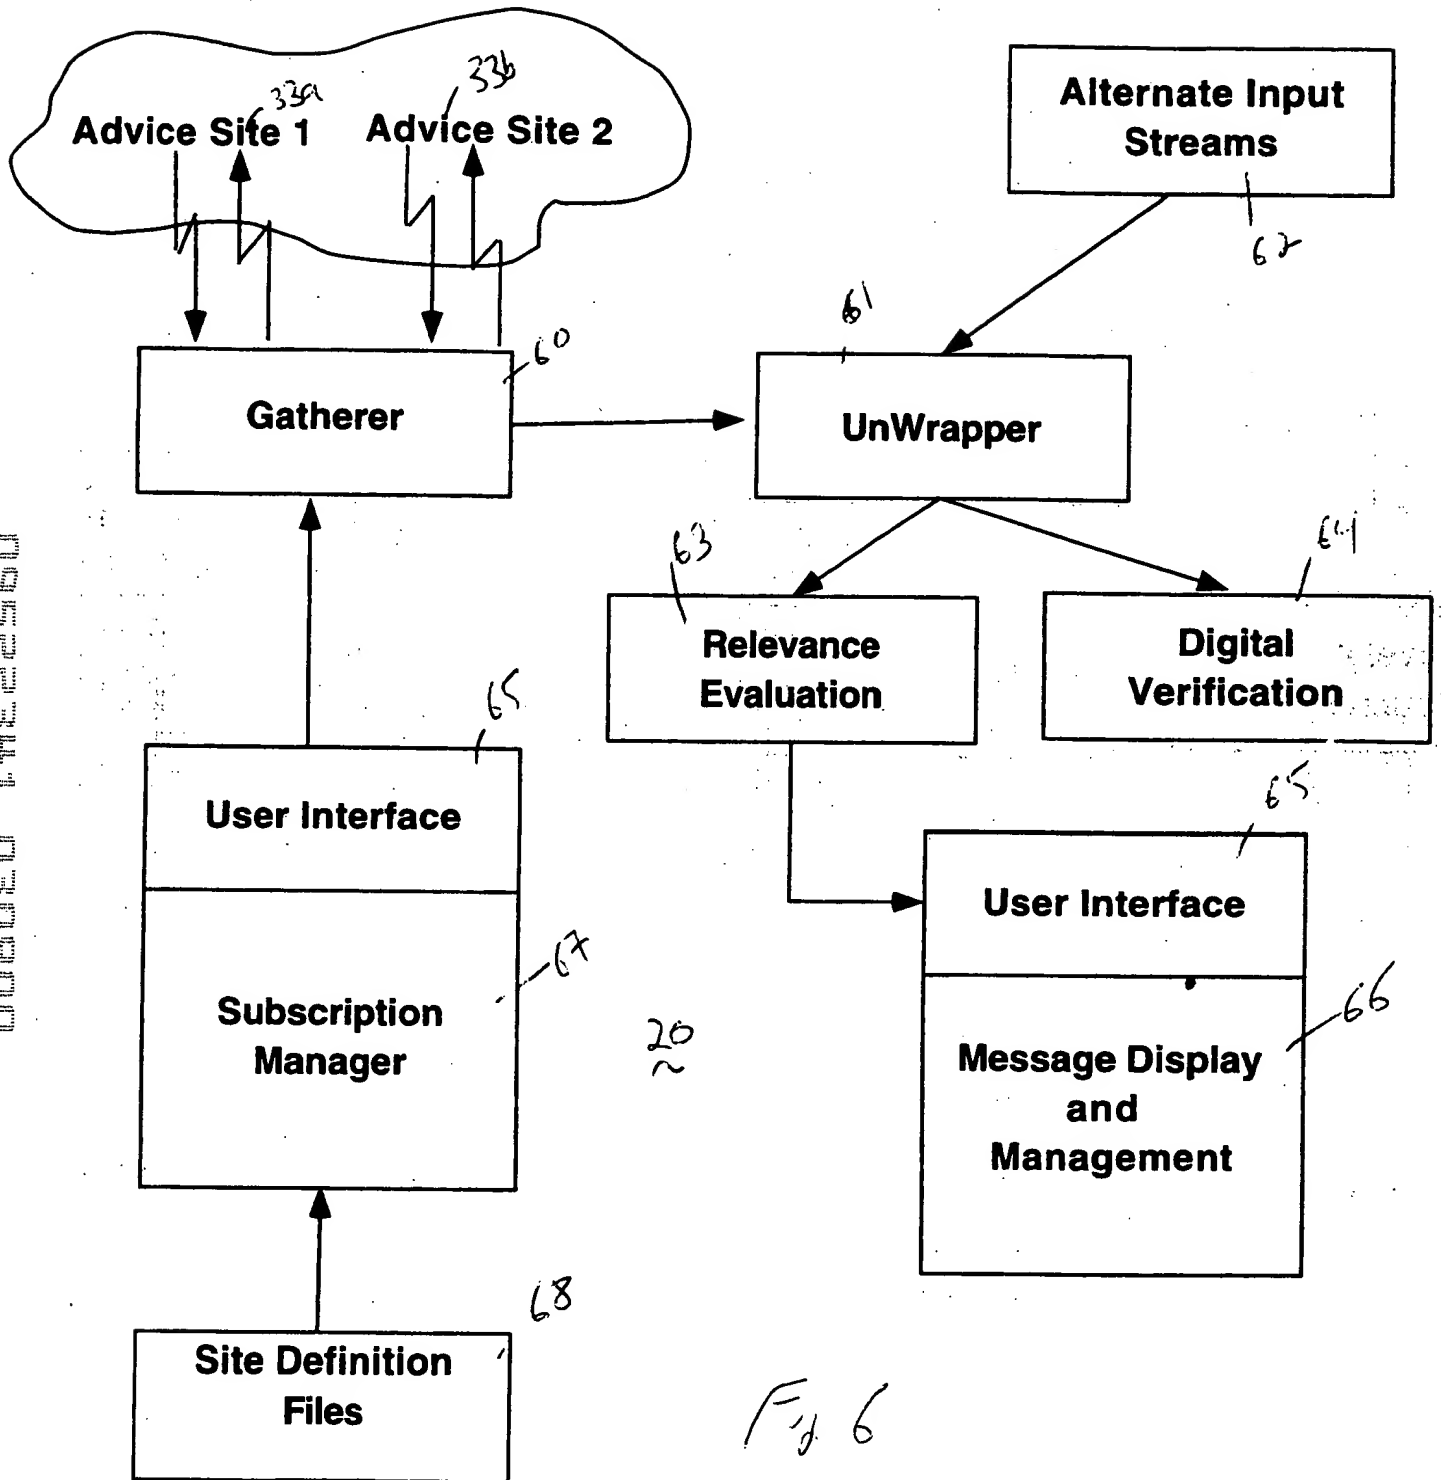 33a
33b
Advice Site 1
Advice Site 2
Alternate Input
Streams
62
60
61
Gatherer
UnWrapper
63
64
Relevance
Evaluation
Digital
Verification
65
65
User Interface
User Interface
67
66
Subscription
Manager
20
Message Display
and
Management
68
Site Definition
Files
Fig 6